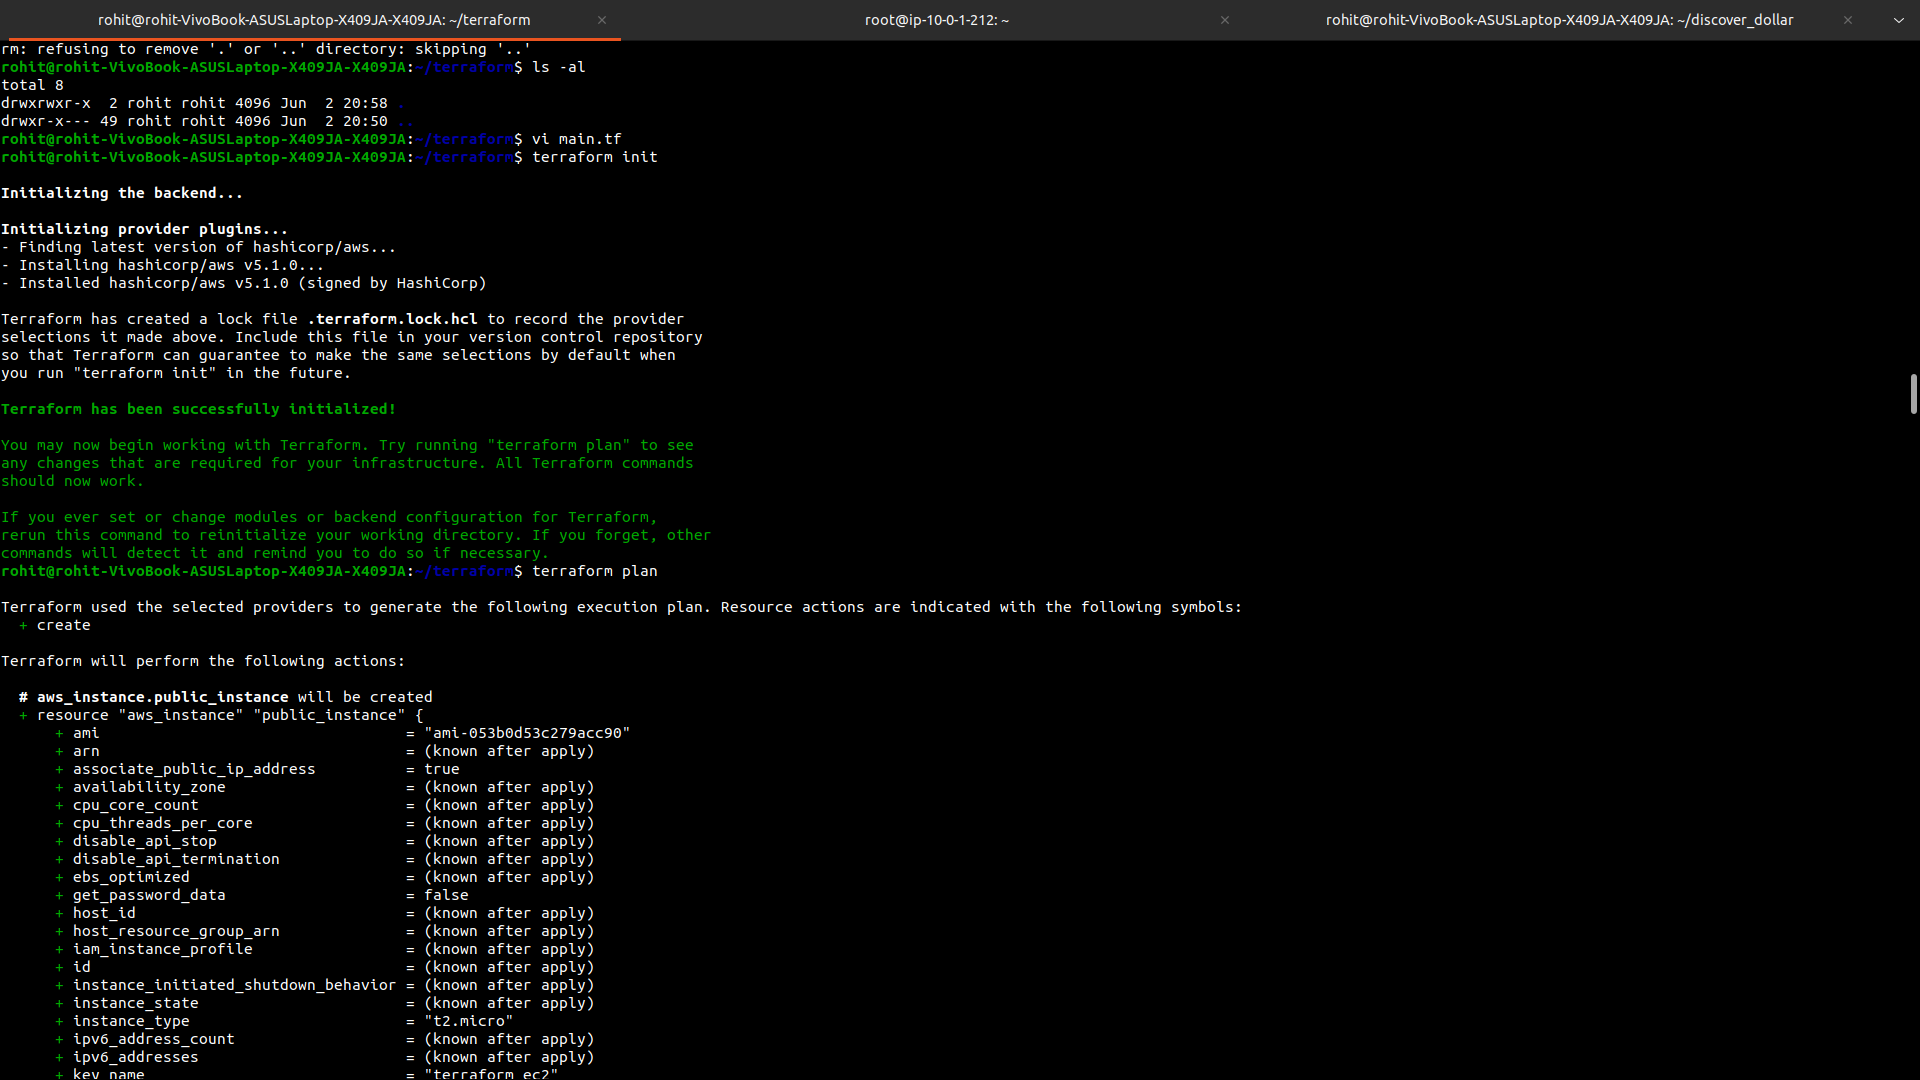 rohit@rohit-VivoBook-ASUSLaptop-X409JA-X409JA: ~/terraform × root@ip-10-0-1-212: ~ × rohit@rohit-VivoBook-ASUSLaptop-X409JA-X409JA: ~/discover_dollar ×
rm: refusing to remove '.' or '..' directory: skipping '..'
rohit@rohit-VivoBook-ASUSLaptop-X409JA-X409JA:~/terraform$ ls -al
total 8
drwxrwxr-x  2 rohit rohit 4096 Jun  2 20:58 .
drwxr-x--- 49 rohit rohit 4096 Jun  2 20:50 ..
rohit@rohit-VivoBook-ASUSLaptop-X409JA-X409JA:~/terraform$ vi main.tf
rohit@rohit-VivoBook-ASUSLaptop-X409JA-X409JA:~/terraform$ terraform init
Initializing the backend...
Initializing provider plugins...
- Finding latest version of hashicorp/aws...
- Installing hashicorp/aws v5.1.0...
- Installed hashicorp/aws v5.1.0 (signed by HashiCorp)
Terraform has created a lock file .terraform.lock.hcl to record the provider
selections it made above. Include this file in your version control repository
so that Terraform can guarantee to make the same selections by default when
you run "terraform init" in the future.
Terraform has been successfully initialized!
You may now begin working with Terraform. Try running "terraform plan" to see
any changes that are required for your infrastructure. All Terraform commands
should now work.
If you ever set or change modules or backend configuration for Terraform,
rerun this command to reinitialize your working directory. If you forget, other
commands will detect it and remind you to do so if necessary.
rohit@rohit-VivoBook-ASUSLaptop-X409JA-X409JA:~/terraform$ terraform plan
Terraform used the selected providers to generate the following execution plan. Resource actions are indicated with the following symbols:
  + create
Terraform will perform the following actions:
  # aws_instance.public_instance will be created
  + resource "aws_instance" "public_instance" {
      + ami                                  = "ami-053b0d53c279acc90"
      + arn                                  = (known after apply)
      + associate_public_ip_address          = true
      + availability_zone                    = (known after apply)
      + cpu_core_count                       = (known after apply)
      + cpu_threads_per_core                 = (known after apply)
      + disable_api_stop                     = (known after apply)
      + disable_api_termination              = (known after apply)
      + ebs_optimized                        = (known after apply)
      + get_password_data                    = false
      + host_id                              = (known after apply)
      + host_resource_group_arn              = (known after apply)
      + iam_instance_profile                 = (known after apply)
      + id                                   = (known after apply)
      + instance_initiated_shutdown_behavior = (known after apply)
      + instance_state                       = (known after apply)
      + instance_type                        = "t2.micro"
      + ipv6_address_count                   = (known after apply)
      + ipv6_addresses                       = (known after apply)
      + key_name                             = "terraform_ec2"